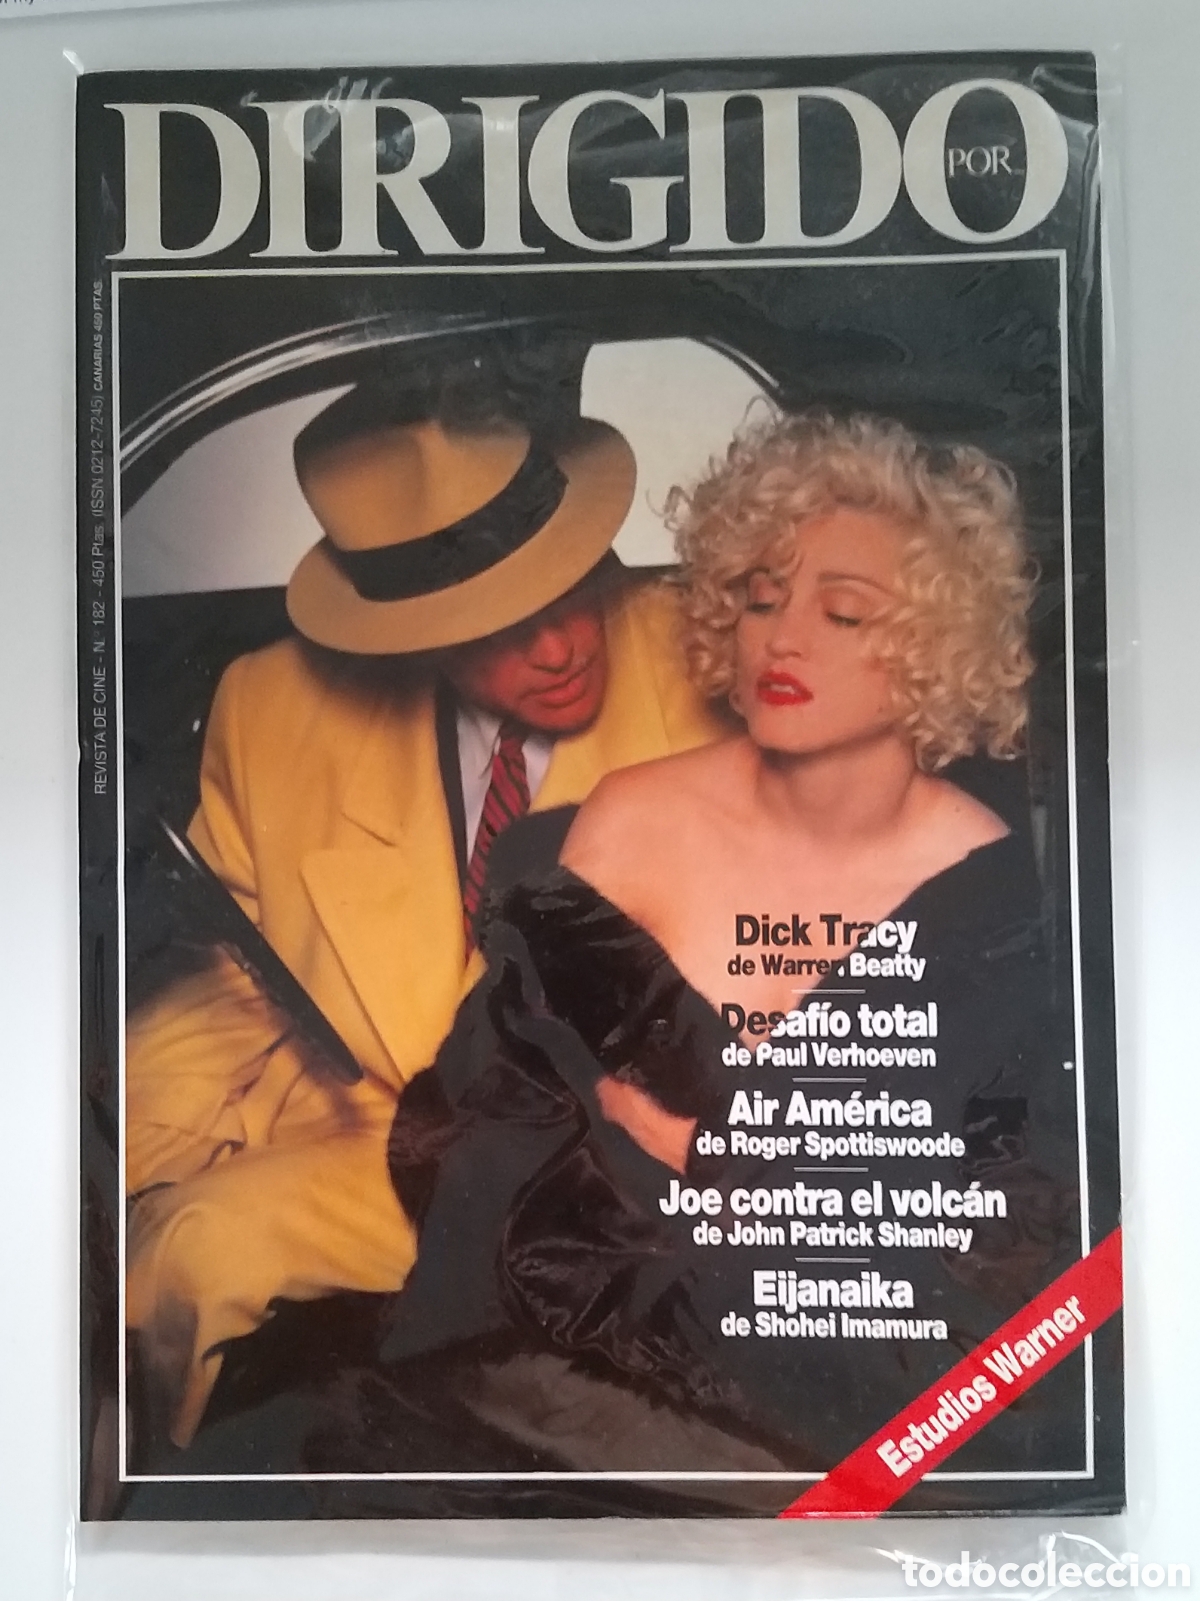 DIRIGIDO
POR...
REVISTA DE CINE - N.º 182 - 450 Ptas. (ISSN 0212-7245) CANARIAS 450 PTAS.
Dick Tracy
de Warren Beatty
Desafío total
de Paul Verhoeven
Air América
de Roger Spottiswoode
Joe contra el volcán
de John Patrick Shanley
Eijanaika
de Shohei Imamura
Estudios Warner
todocoleccion